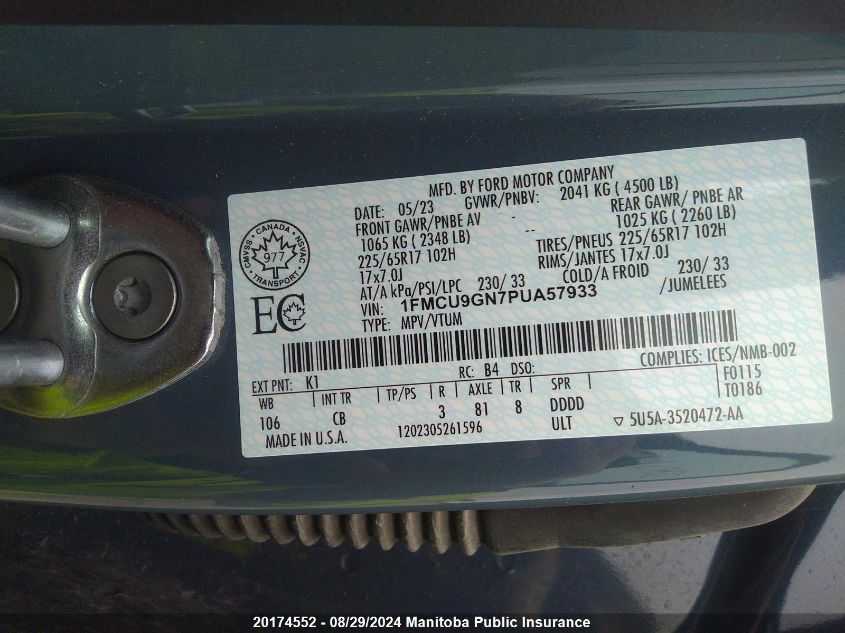 MFD. BY FORD MOTOR COMPANY
DATE: 05/23 GVWR/PNBV: 2041 KG ( 4500 LB)
FRONT GAWR/PNBE AV - - REAR GAWR/ PNBE AR
1065 KG ( 2348 LB) 1025 KG ( 2260 LB)
225/65R17 102H TIRES/PNEUS 225/65R17 102H
17x7.0J RIMS/JANTES 17x7.0J
AT/A kPa/PSI/LPC 230/ 33 COLD/A FROID 230/ 33
VIN: 1FMCU9GN7PUA57933 /JUMELEES
TYPE: MPV/VTUM
CMVSS • CANADA • NSVAC • TRANSPORT •
977
EC
COMPLIES: ICES/NMB-002
EXT PNT: K1 RC: B4 DSO: F0115
WB INT TR TP/PS R AXLE TR SPR T0186
106 CB 3 81 8 DDDD
MADE IN U.S.A. 1202305261596 ULT ▽ 5U5A-3520472-AA
20174552 - 08/29/2024 Manitoba Public Insurance